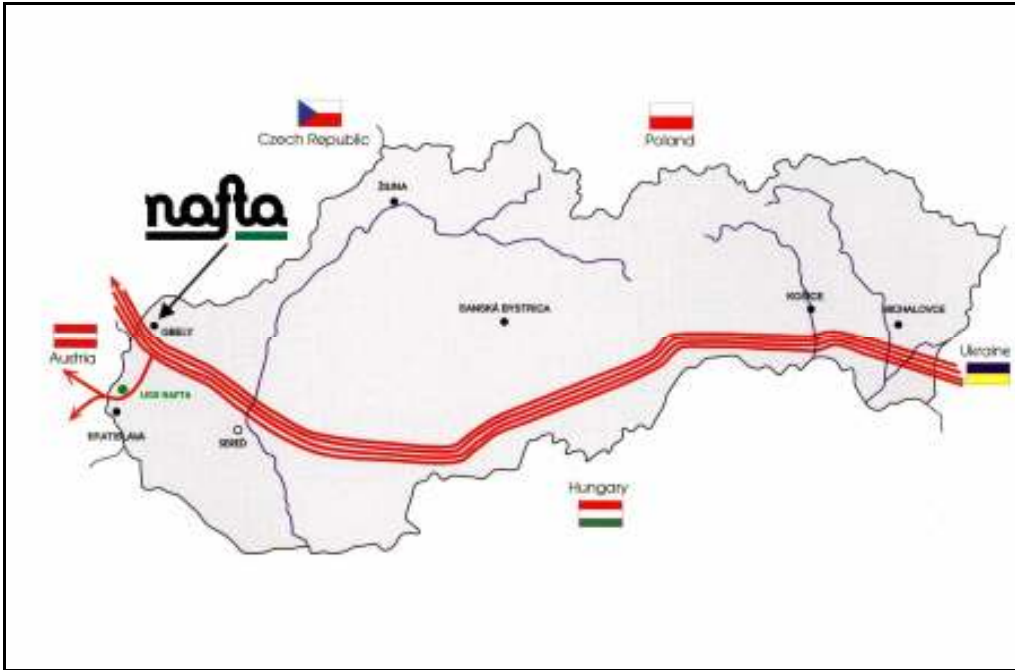 Czech Republic
Poland
nafta
ŽILINA
BANSKÁ BYSTRICA
KOŠICE
MICHALOVCE
GBELY
Austria
Ukraine
UGS NAFTA
BRATISLAVA
SEREĎ
Hungary